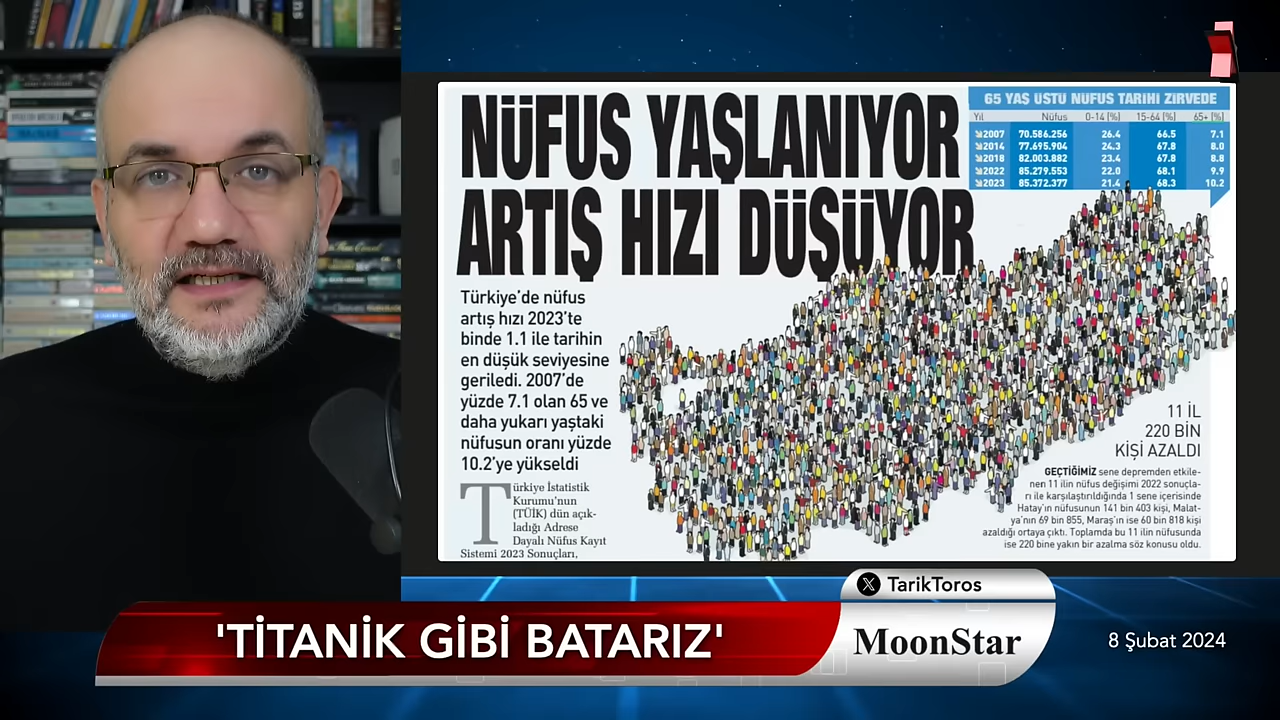 NÜFUS YAŞLANIYOR
ARTIŞ HIZI DÜŞÜYOR
65 YAŞ ÜSTÜ NÜFUS TARİHİ ZİRVEDE
Yıl Nüfus 0-14 (%) 15-64 (%) 65+ (%)
2007 70.586.256 26.4 66.5 7.1
2014 77.695.904 24.3 67.8 8.0
2018 82.003.882 23.4 67.8 8.8
2022 85.279.553 22.0 68.1 9.9
2023 85.372.377 21.4 68.3 10.2
Türkiye'de nüfus
artış hızı 2023'te
binde 1.1 ile tarihin
en düşük seviyesine
geriledi. 2007'de
yüzde 7.1 olan 65 ve
daha yukarı yaştaki
nüfusun oranı yüzde
10.2'ye yükseldi
Türkiye İstatistik
Kurumu'nun
(TÜİK) dün açık-
ladığı Adrese
Dayalı Nüfus Kayıt
Sistemi 2023 Sonuçları,
11 İL
220 BİN
KİŞİ AZALDI
GEÇTİĞİMİZ sene depremden etkile-
nen 11 ilin nüfus değişimi 2022 sonuçla-
rı ile karşılaştırıldığında 1 sene içerisinde
Hatay'ın nüfusunun 141 bin 403 kişi, Malat-
ya'nın 69 bin 855, Maraş'ın ise 60 bin 818 kişi
azaldığı ortaya çıktı. Toplamda bu 11 ilin nüfusunda
ise 220 bine yakın bir azalma söz konusu oldu.
X TarikToros
'TİTANİK GİBİ BATARIZ'
MoonStar
8 Şubat 2024